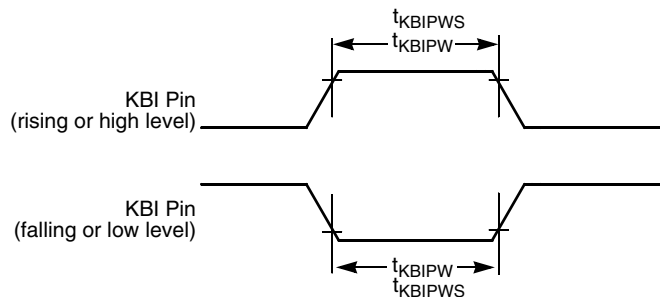 tKBIPWS
tKBIPW
KBI Pin
(rising or high level)
KBI Pin
(falling or low level)
tKBIPW
tKBIPWS